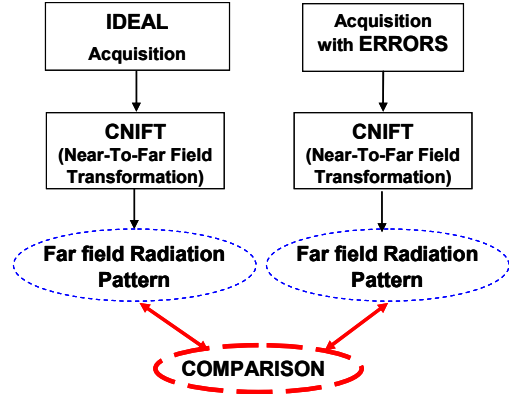 IDEAL
Acquisition
CNIFT
(Near-To-Far Field
Transformation)
Far field Radiation
Pattern
Acquisition
with ERRORS
CNIFT
(Near-To-Far Field
Transformation)
Far field Radiation
Pattern
COMPARISON